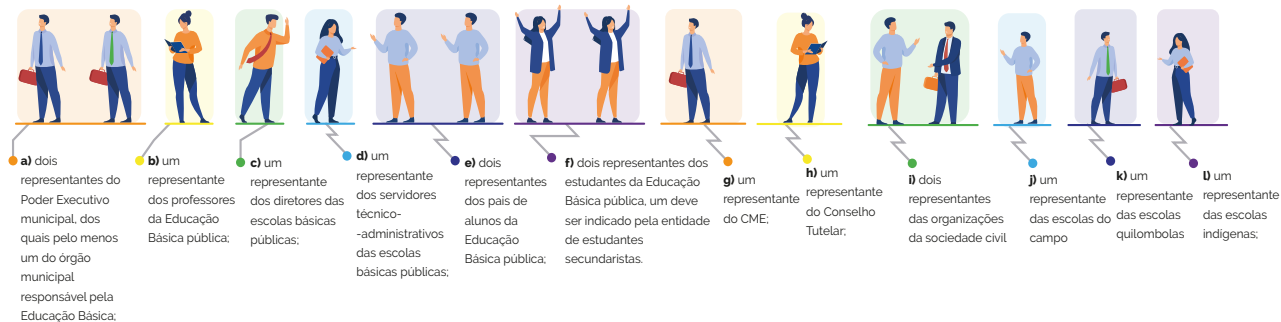 a) dois
representantes do
Poder Executivo
municipal, dos
quais pelo menos
um do órgão
municipal
responsável pela
Educação Básica;
b) um
representante
dos professores
da Educação
Básica pública;
c) um
representante
dos diretores das
escolas básicas
públicas;
d) um
representante
dos servidores
técnico-
-administrativos
das escolas
básicas públicas;
e) dois
representantes
dos pais de
alunos da
Educação
Básica pública;
f) dois representantes dos
estudantes da Educação
Básica pública, um deve
ser indicado pela entidade
de estudantes
secundaristas.
g) um
representante
do CME;
h) um
representante
do Conselho
Tutelar;
i) dois
representantes
das organizações
da sociedade civil
j) um
representante
das escolas do
campo
k) um
representante
das escolas
quilombolas
l) um
representante
das escolas
indígenas;